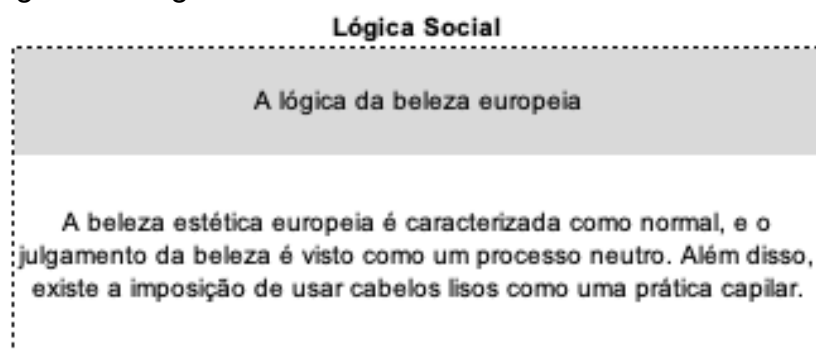 Lógica Social
A lógica da beleza europeia
A beleza estética europeia é caracterizada como normal, e o
julgamento da beleza é visto como um processo neutro. Além disso,
existe a imposição de usar cabelos lisos como uma prática capilar.